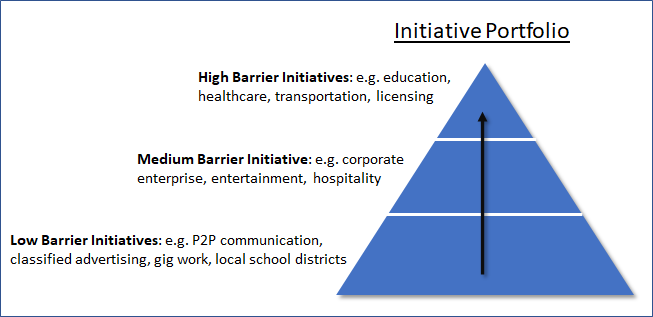 Initiative Portfolio
High Barrier Initiatives: e.g. education,
healthcare, transportation, licensing
Medium Barrier Initiative: e.g. corporate
enterprise, entertainment, hospitality
Low Barrier Initiatives: e.g. P2P communication,
classified advertising, gig work, local school districts